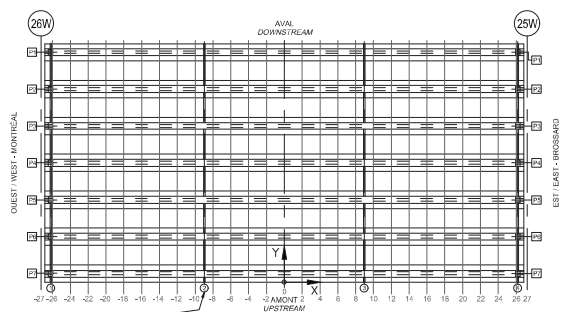 26W
25W
AVAL
DOWNSTREAM
P1
P1
P2
P2
P3
P3
P4
P4
P5
P5
P6
P6
P7
P7
OUEST / WEST - MONTRÉAL
EST / EAST - BROSSARD
Y
X
-27 -26 -24 -22 -20 -18 -16 -14 -12 -10 -8 -6 -4 -2 0 2 4 6 8 10 12 14 16 18 20 22 24 26 27
AMONT
UPSTREAM